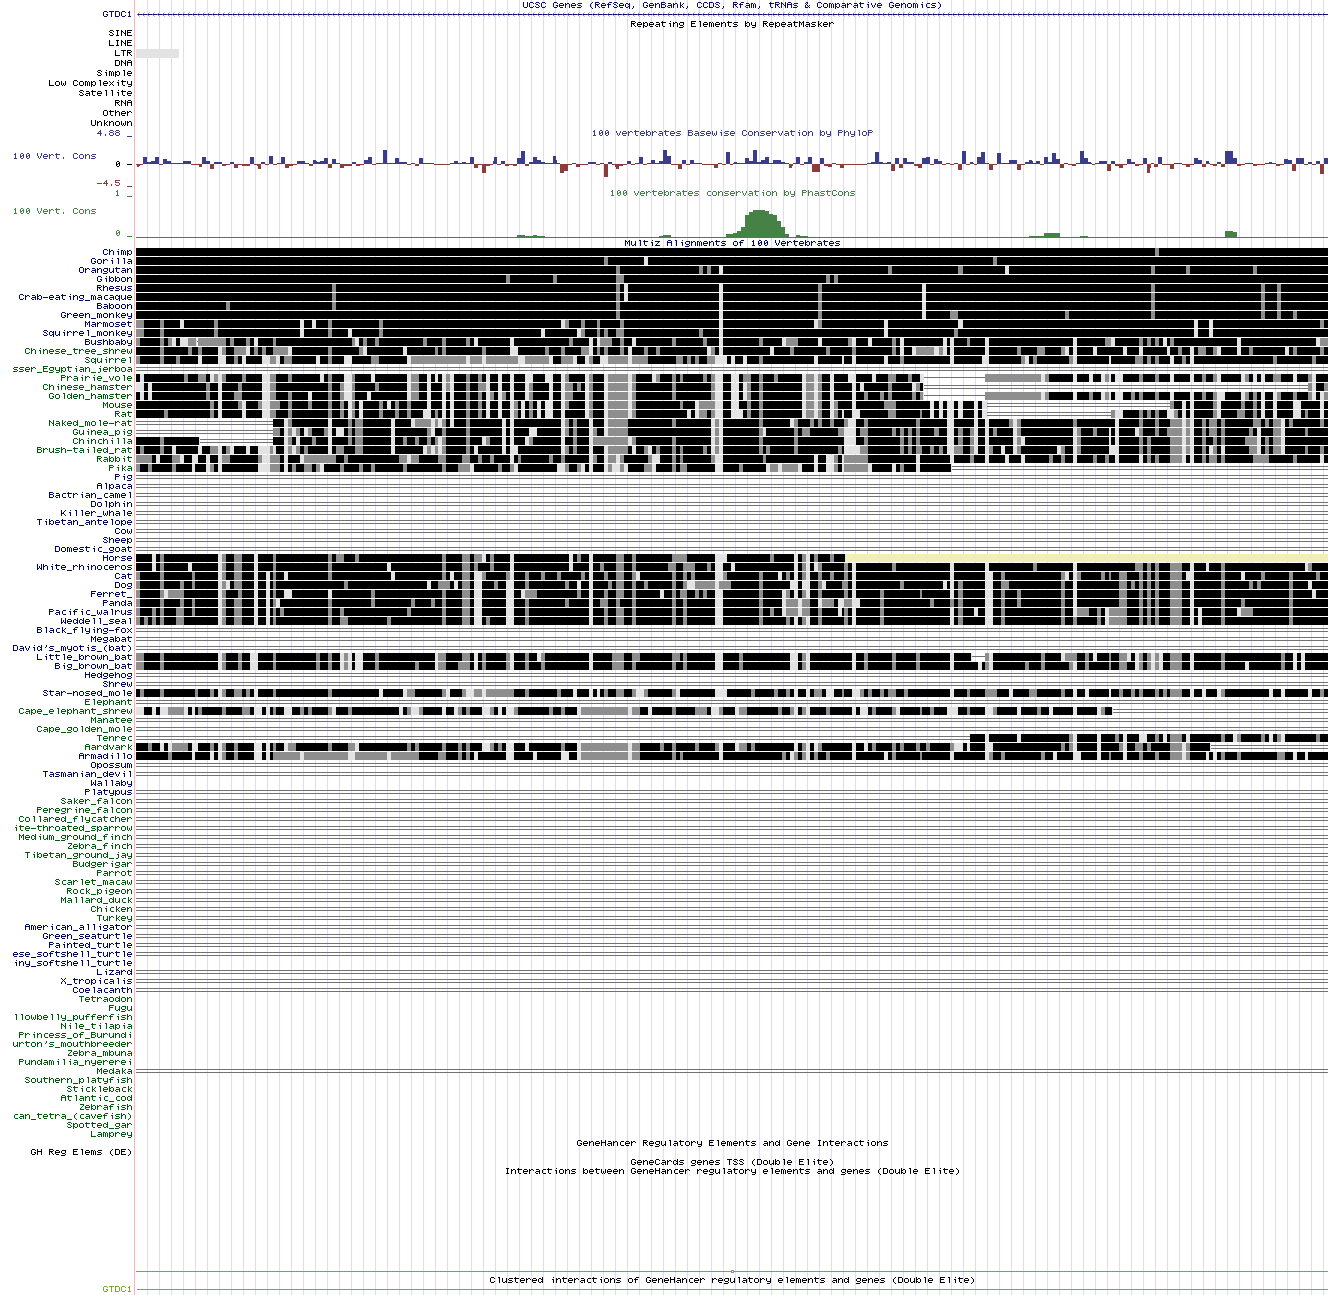 UCSC Genes (RefSeq, GenBank, CCDS, Rfam, tRNAs & Comparative Genomics)
GTDC1
Repeating Elements by RepeatMasker
SINE
LINE
LTR
DNA
Simple
Low Complexity
Satellite
RNA
Other
Unknown
4.88 _
100 vertebrates Basewise Conservation by PhyloP
100 Vert. Cons
0 _
-4.5 _
1 _
100 vertebrates conservation by PhastCons
100 Vert. Cons
0 _
Multiz Alignments of 100 Vertebrates
Chimp
Gorilla
Orangutan
Gibbon
Rhesus
Crab-eating_macaque
Baboon
Green_monkey
Marmoset
Squirrel_monkey
Bushbaby
Chinese_tree_shrew
Squirrel
sser_Egyptian_jerboa
Prairie_vole
Chinese_hamster
Golden_hamster
Mouse
Rat
Naked_mole-rat
Guinea_pig
Chinchilla
Brush-tailed_rat
Rabbit
Pika
Pig
Alpaca
Bactrian_camel
Dolphin
Killer_whale
Tibetan_antelope
Cow
Sheep
Domestic_goat
Horse
White_rhinoceros
Cat
Dog
Ferret_
Panda
Pacific_walrus
Weddell_seal
Black_flying-fox
Megabat
David's_myotis_(bat)
Little_brown_bat
Big_brown_bat
Hedgehog
Shrew
Star-nosed_mole
Elephant
Cape_elephant_shrew
Manatee
Cape_golden_mole
Tenrec
Aardvark
Armadillo
Opossum
Tasmanian_devil
Wallaby
Platypus
Saker_falcon
Peregrine_falcon
Collared_flycatcher
ite-throated_sparrow
Medium_ground_finch
Zebra_finch
Tibetan_ground_jay
Budgerigar
Parrot
Scarlet_macaw
Rock_pigeon
Mallard_duck
Chicken
Turkey
American_alligator
Green_seaturtle
Painted_turtle
ese_softshell_turtle
iny_softshell_turtle
Lizard
X_tropicalis
Coelacanth
Tetraodon
Fugu
llowbelly_pufferfish
Nile_tilapia
Princess_of_Burundi
urton's_mouthbreeder
Zebra_mbuna
Pundamilia_nyererei
Medaka
Southern_platyfish
Stickleback
Atlantic_cod
Zebrafish
can_tetra_(cavefish)
Spotted_gar
Lamprey
GeneHancer Regulatory Elements and Gene Interactions
GH Reg Elems (DE)
GeneCards genes TSS (Double Elite)
Interactions between GeneHancer regulatory elements and genes (Double Elite)
Clustered interactions of GeneHancer regulatory elements and genes (Double Elite)
GTDC1